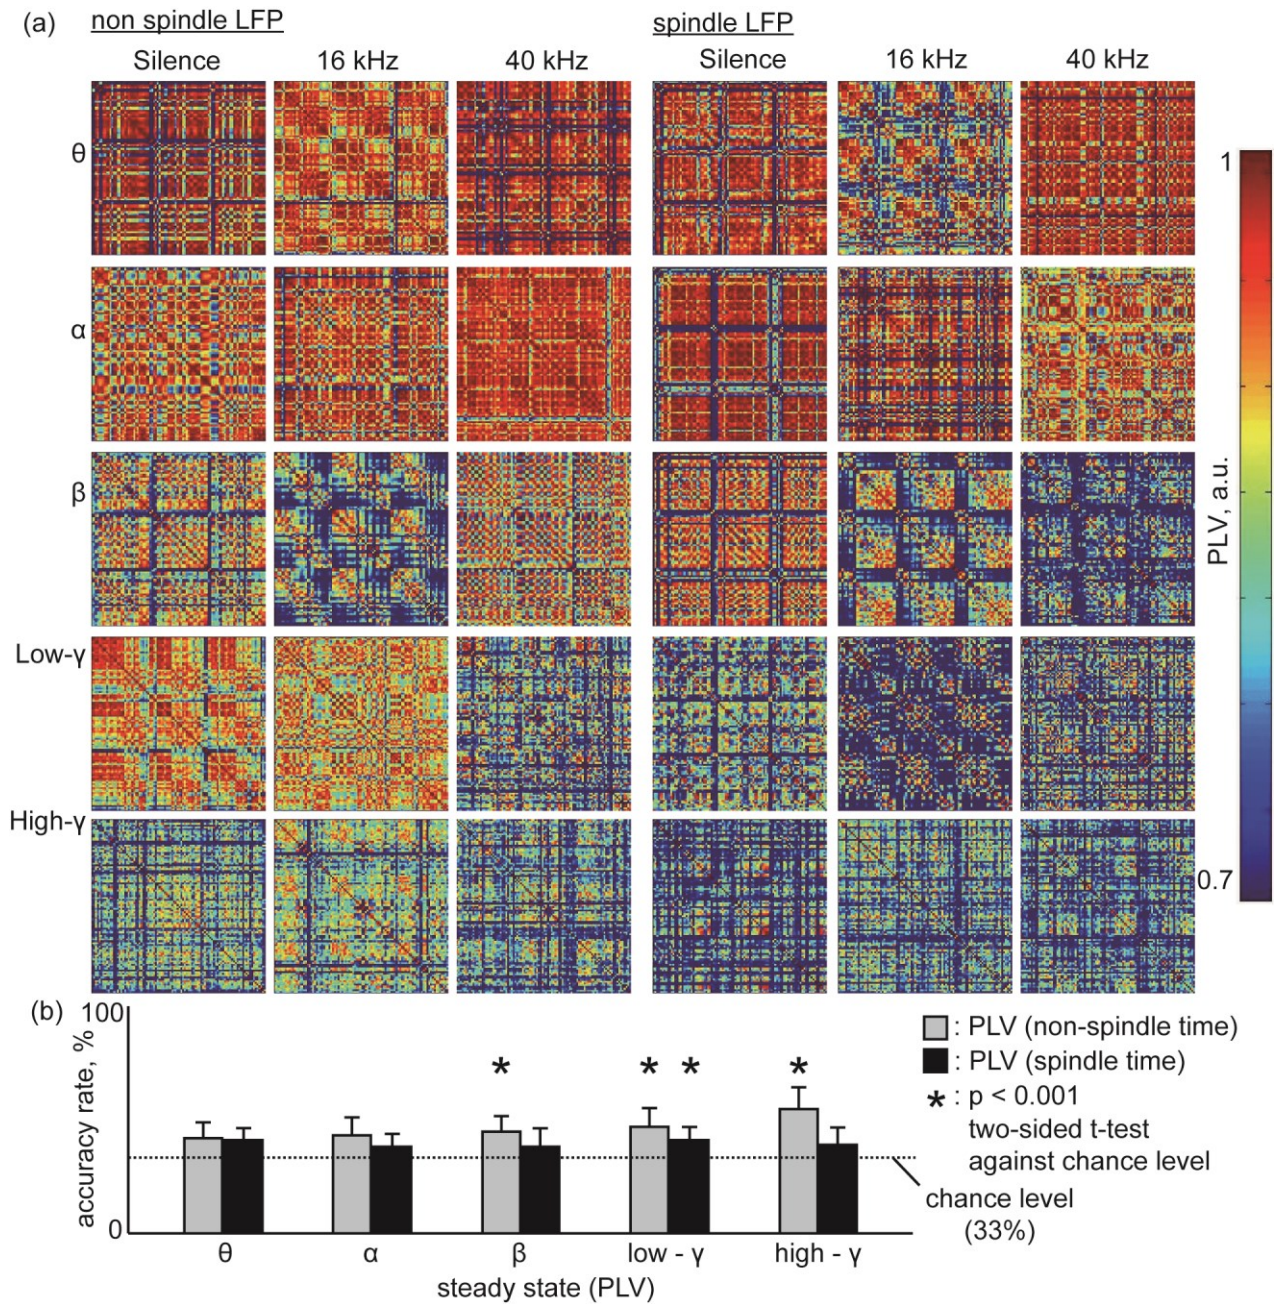 (a)
non spindle LFP
spindle LFP
Silence 16 kHz 40 kHz
Silence 16 kHz 40 kHz
θ
α
β
Low-γ
High-γ
1
PLV, a.u.
0.7
(b)
100
accuracy rate, %
0
* * * *
: PLV (non-spindle time)
: PLV (spindle time)
* : p < 0.001
two-sided t-test
against chance level
chance level
(33%)
θ α β low - γ high - γ
steady state (PLV)